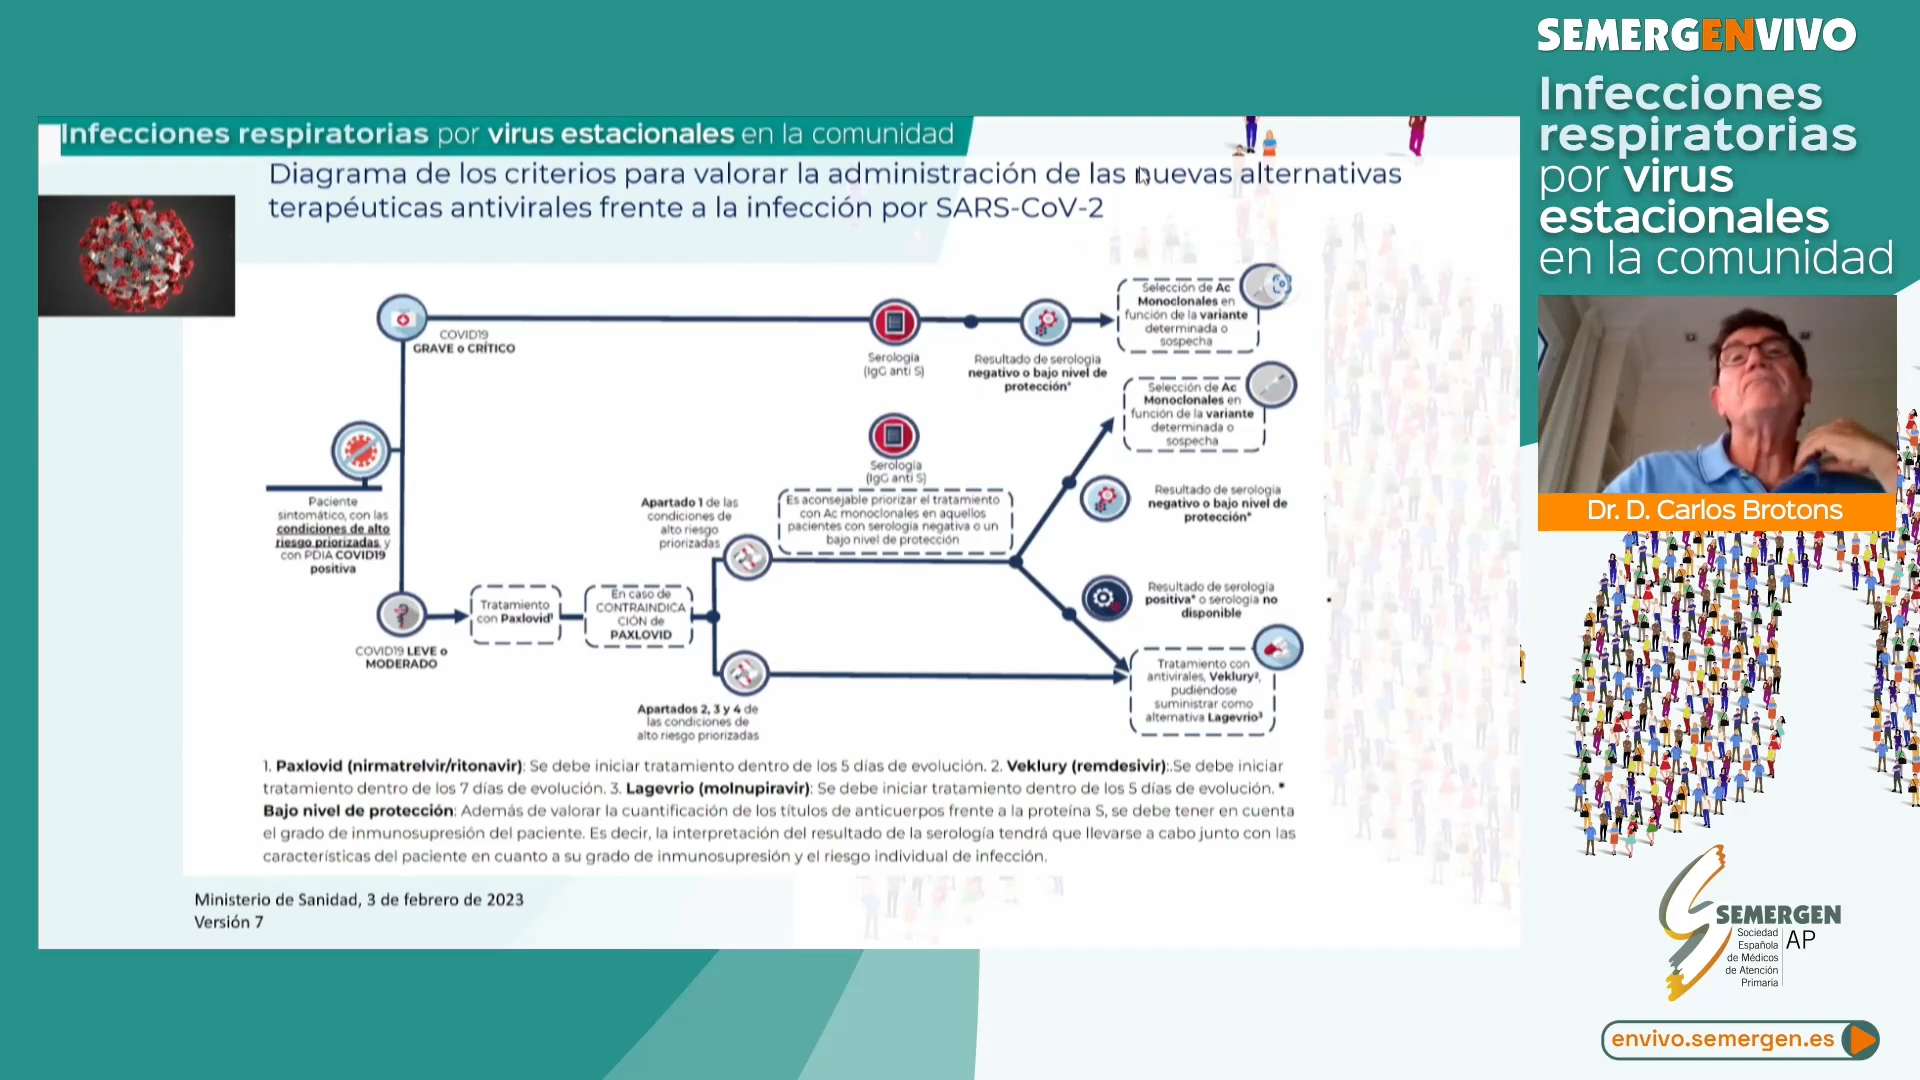 SEMERGENVIVO
Infecciones
respiratorias
por virus
estacionales
en la comunidad
Infecciones respiratorias por virus estacionales en la comunidad
Diagrama de los criterios para valorar la administración de las nuevas alternativas
terapéuticas antivirales frente a la infección por SARS-CoV-2
COVID19
GRAVE o CRÍTICO
Serología
(IgG anti S)
Resultado de serología
negativo o bajo nivel de
protección*
Selección de Ac
Monoclonales en
función de la variante
determinada o
sospecha
Selección de Ac
Monoclonales en
función de la variante
determinada o
sospecha
Serología
(IgG anti S)
Es aconsejable priorizar el tratamiento
con Ac monoclonales en aquellos
pacientes con serología negativa o un
bajo nivel de protección
Resultado de serología
negativo o bajo nivel de
protección*
Paciente
sintomático, con las
condiciones de alto
riesgo priorizadas, y
con PDIA COVID19
positiva
Apartado 1 de las
condiciones de
alto riesgo
priorizadas
Resultado de serología
positiva* o serología no
disponible
COVID19 LEVE o
MODERADO
Tratamiento
con Paxlovid¹
En caso de
CONTRAINDICA
CIÓN de
PAXLOVID
Apartados 2, 3 y 4 de
las condiciones de
alto riesgo priorizadas
Tratamiento con
antivirales, Veklury²,
pudiéndose
suministrar como
alternativa Lagevrio³
1. Paxlovid (nirmatrelvir/ritonavir): Se debe iniciar tratamiento dentro de los 5 días de evolución. 2. Veklury (remdesivir):.Se debe iniciar
tratamiento dentro de los 7 días de evolución. 3. Lagevrio (molnupiravir): Se debe iniciar tratamiento dentro de los 5 días de evolución. *
Bajo nivel de protección: Además de valorar la cuantificación de los títulos de anticuerpos frente a la proteína S, se debe tener en cuenta
el grado de inmunosupresión del paciente. Es decir, la interpretación del resultado de la serología tendrá que llevarse a cabo junto con las
características del paciente en cuanto a su grado de inmunosupresión y el riesgo individual de infección.
Ministerio de Sanidad, 3 de febrero de 2023
Versión 7
Dr. D. Carlos Brotons
SEMERGEN
Sociedad
Española
de Médicos
de Atención
Primaria
AP
envivo.semergen.es